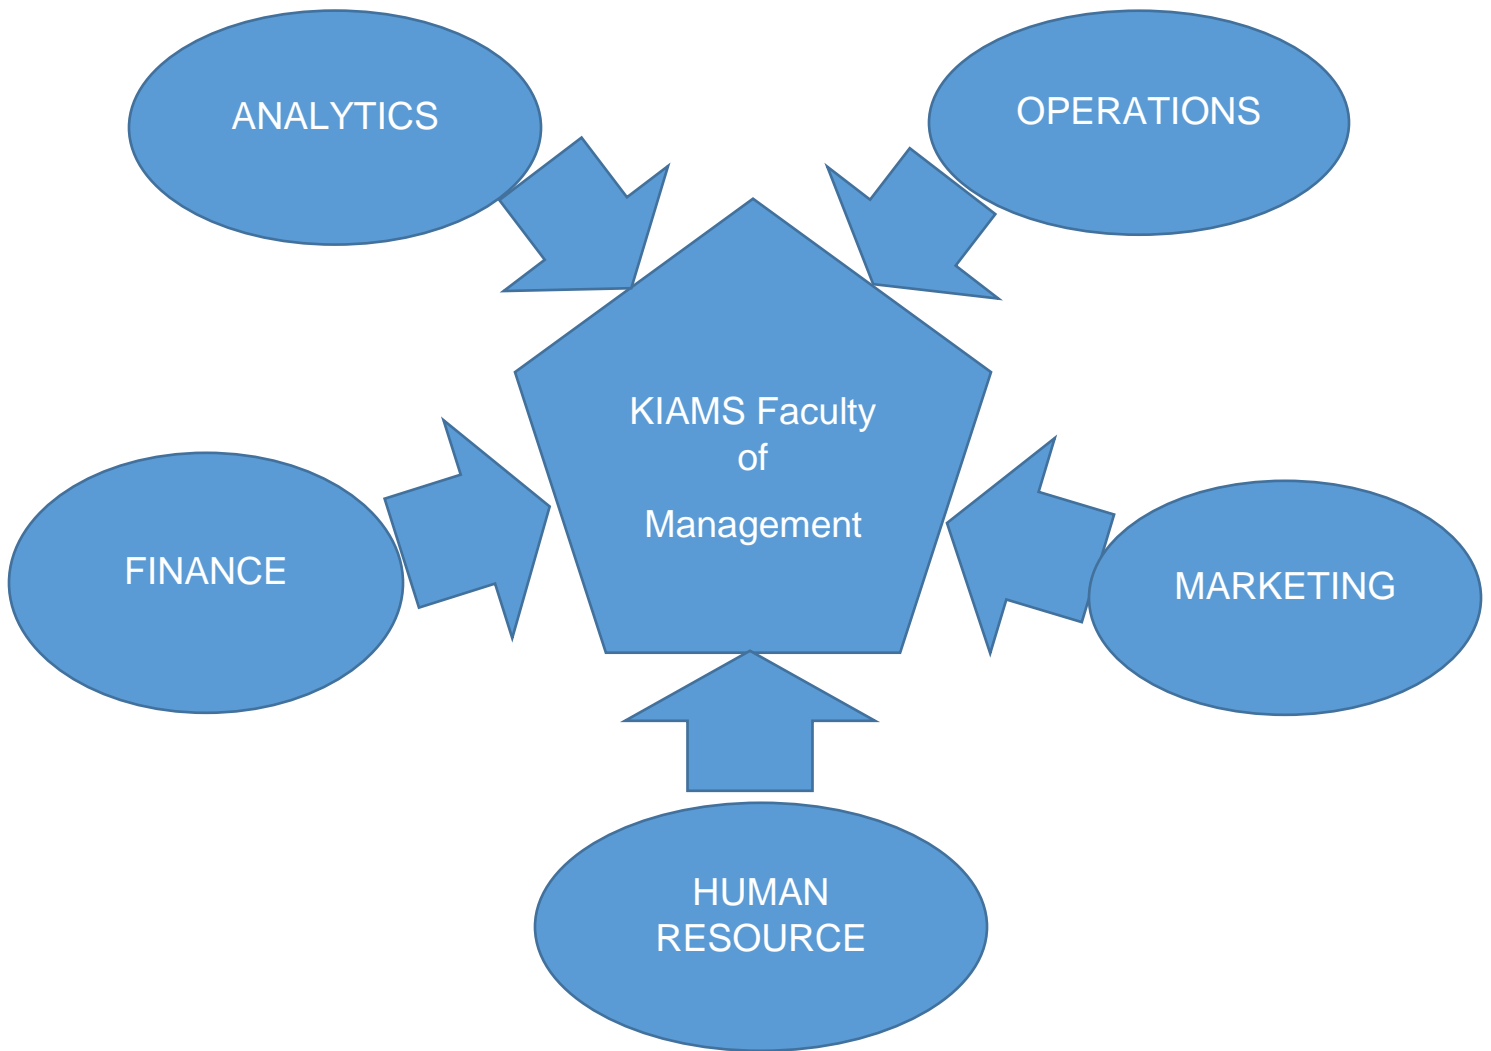 ANALYTICS
OPERATIONS
KIAMS Faculty
of
Management
FINANCE
MARKETING
HUMAN
RESOURCE